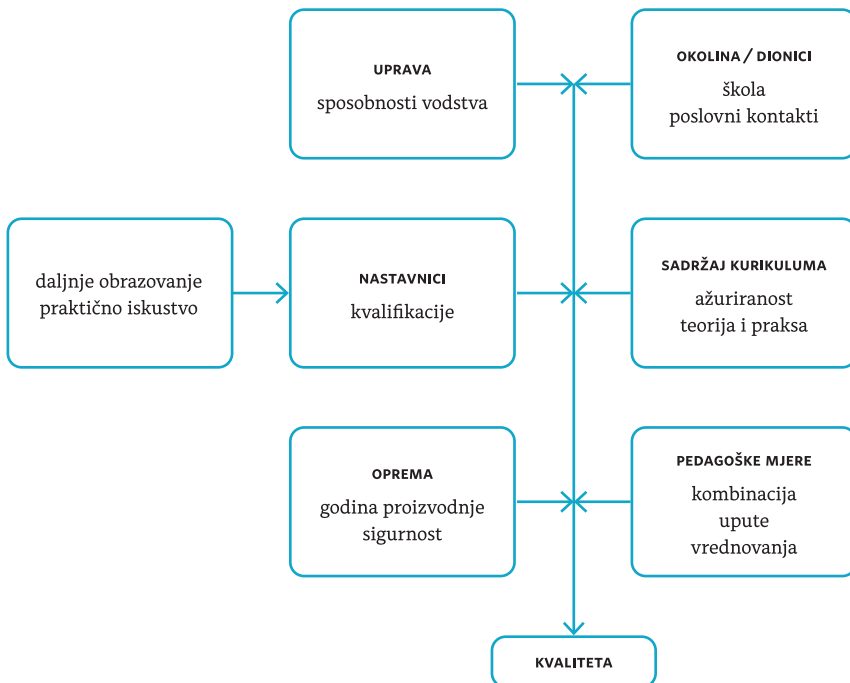 UPRAVA
sposobnosti vodstva
OKOLINA / DIONICI
škola
poslovni kontakti
daljnje obrazovanje
praktično iskustvo
NASTAVNICI
kvalifikacije
SADRŽAJ KURIKULUMA
ažuriranost
teorija i praksa
OPREMA
godina proizvodnje
sigurnost
PEDAGOŠKE MJERE
kombinacija
upute
vrednovanja
KVALITETA